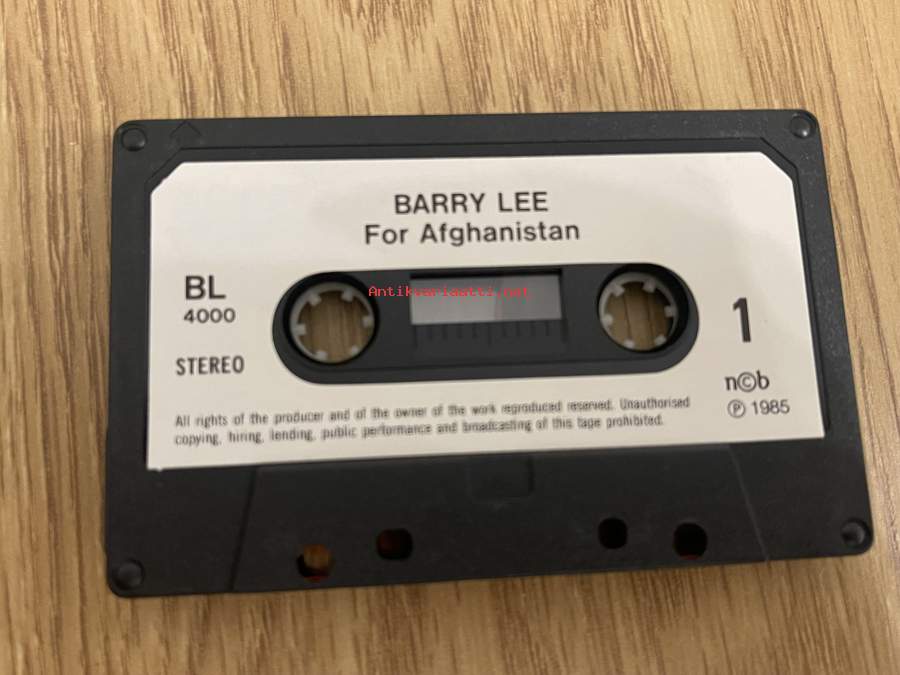 BARRY LEE
For Afghanistan
Antikvariaatti.net
BL
4000
STEREO
1
n©b
℗ 1985
All rights of the producer and of the owner of the work reproduced reserved. Unauthorised
copying, hiring, lending, public performance and broadcasting of this tape prohibited.